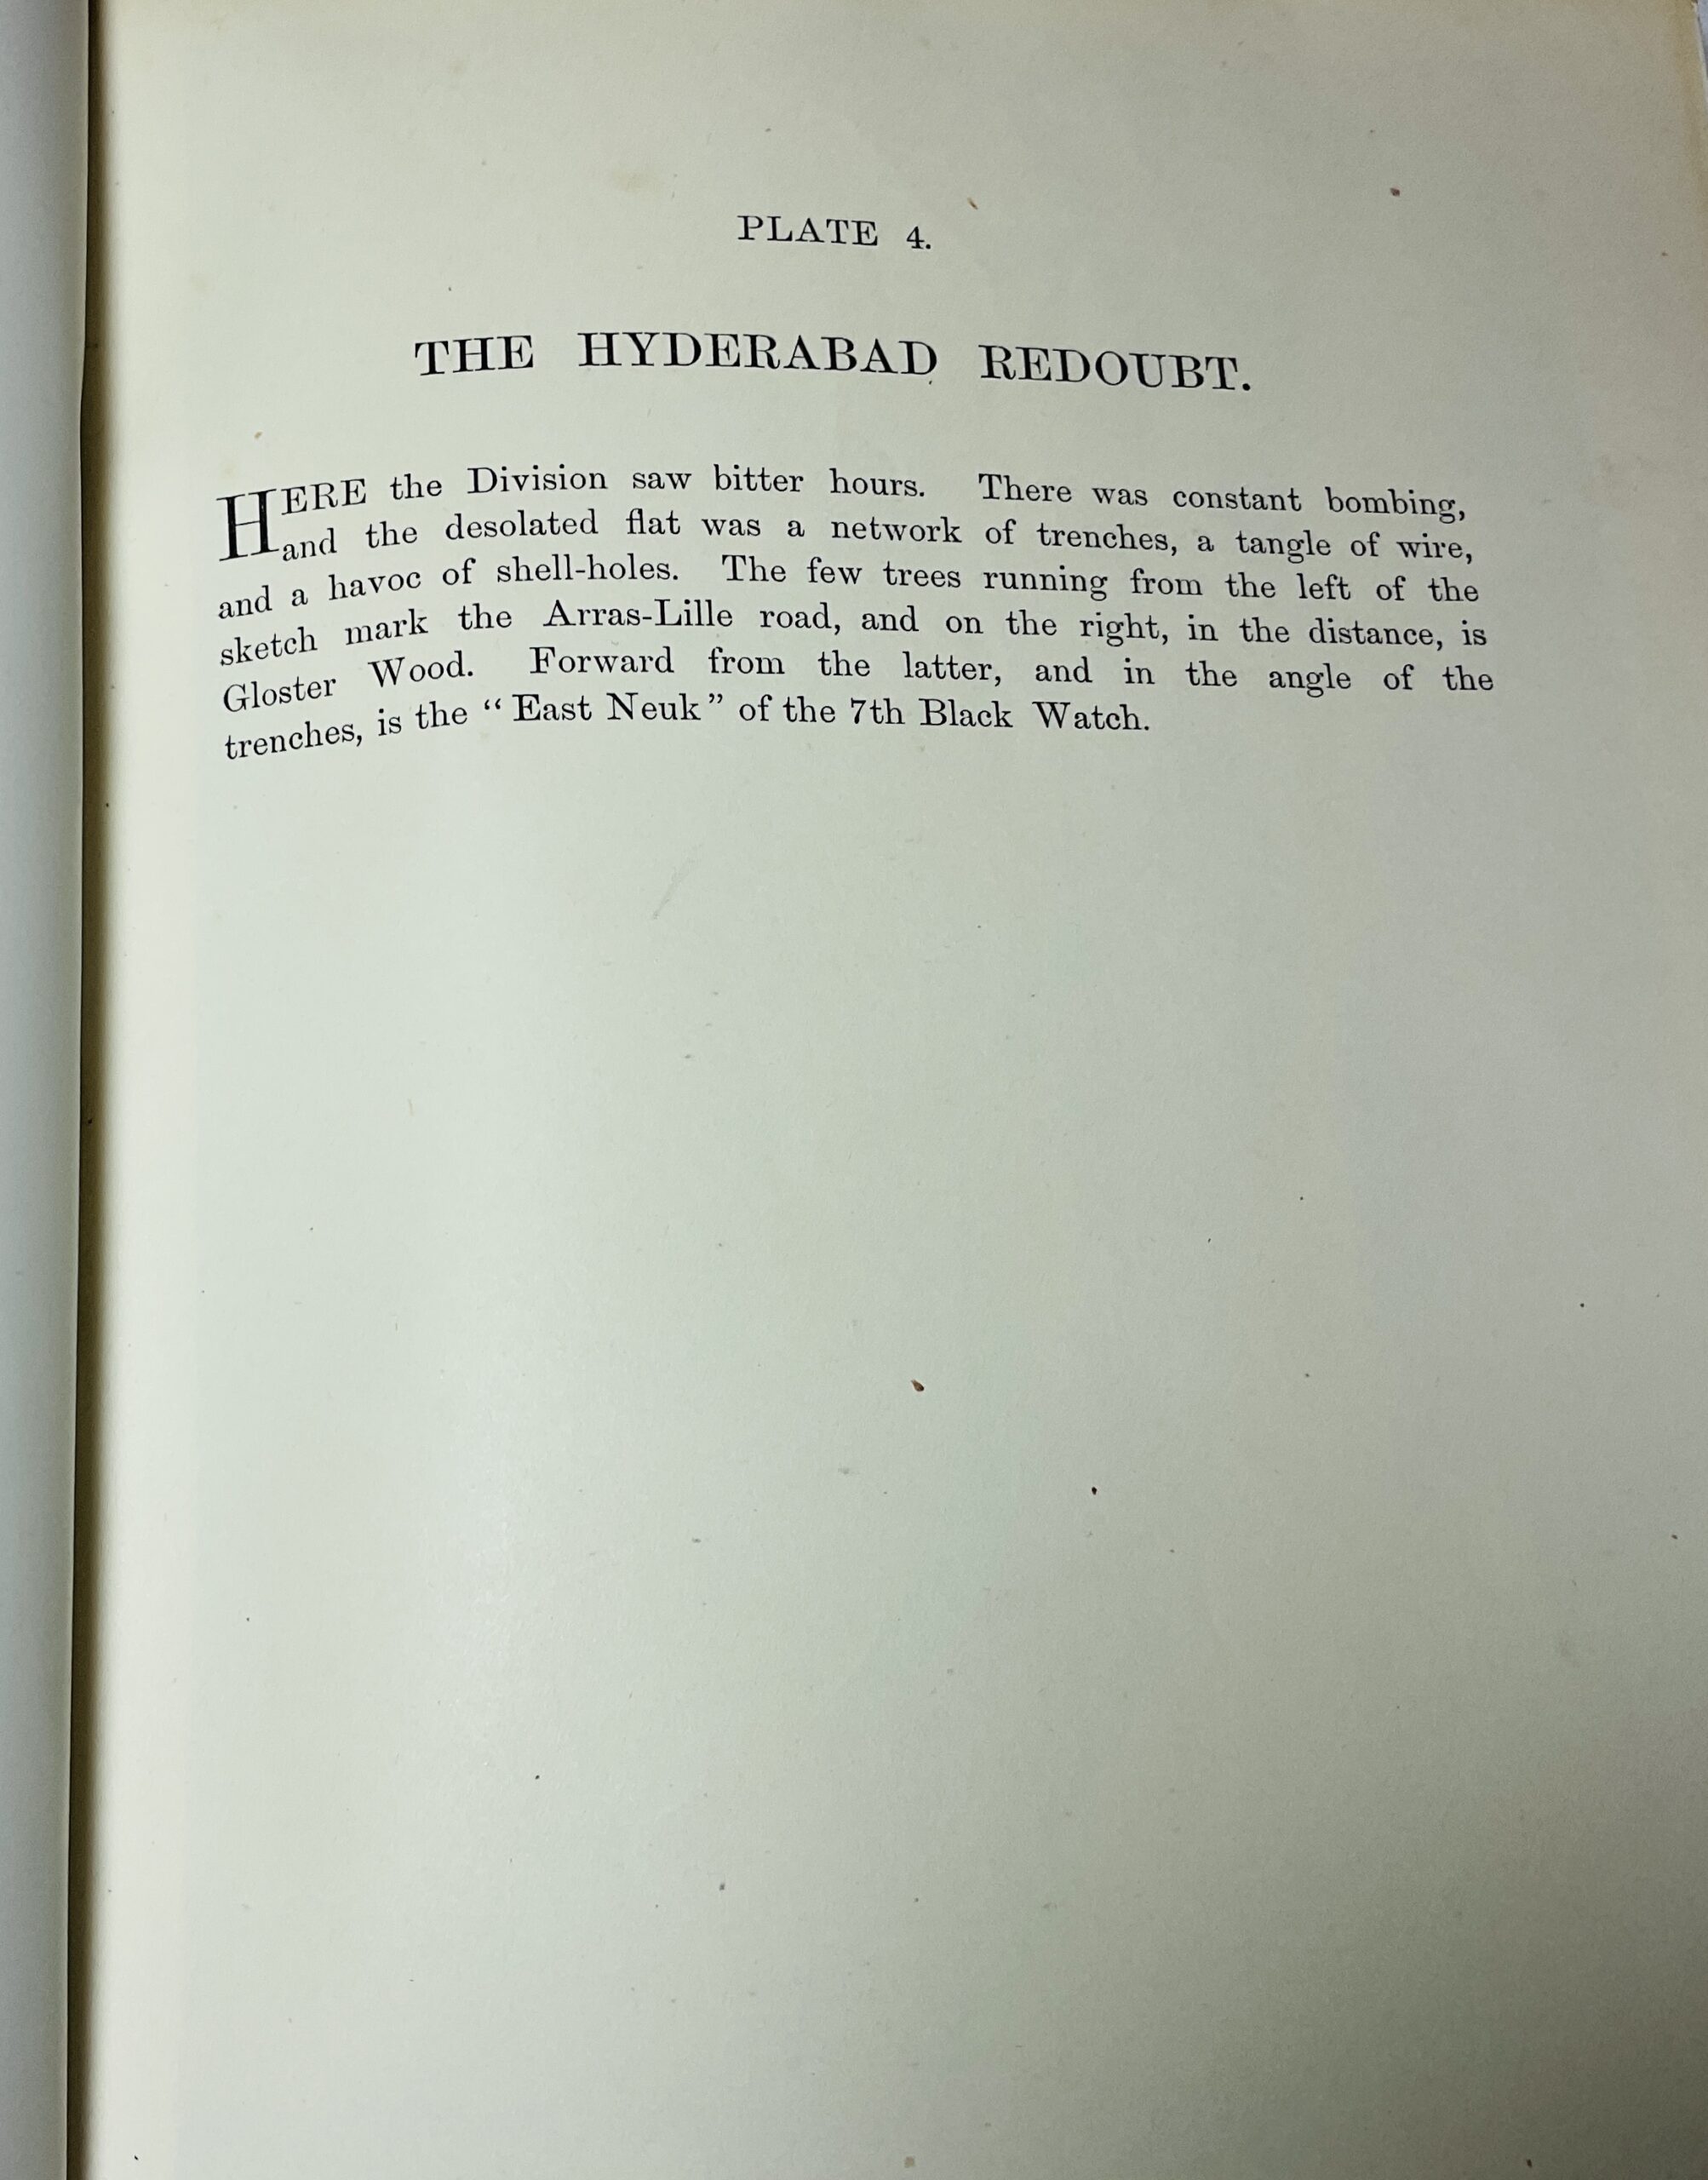 PLATE 4.
THE HYDERABAD REDOUBT.
HERE the Division saw bitter hours. There was constant bombing,
and the desolated flat was a network of trenches, a tangle of wire,
and a havoc of shell-holes. The few trees running from the left of the
sketch mark the Arras-Lille road, and on the right, in the distance, is
Gloster Wood. Forward from the latter, and in the angle of the
trenches, is the “ East Neuk ” of the 7th Black Watch.